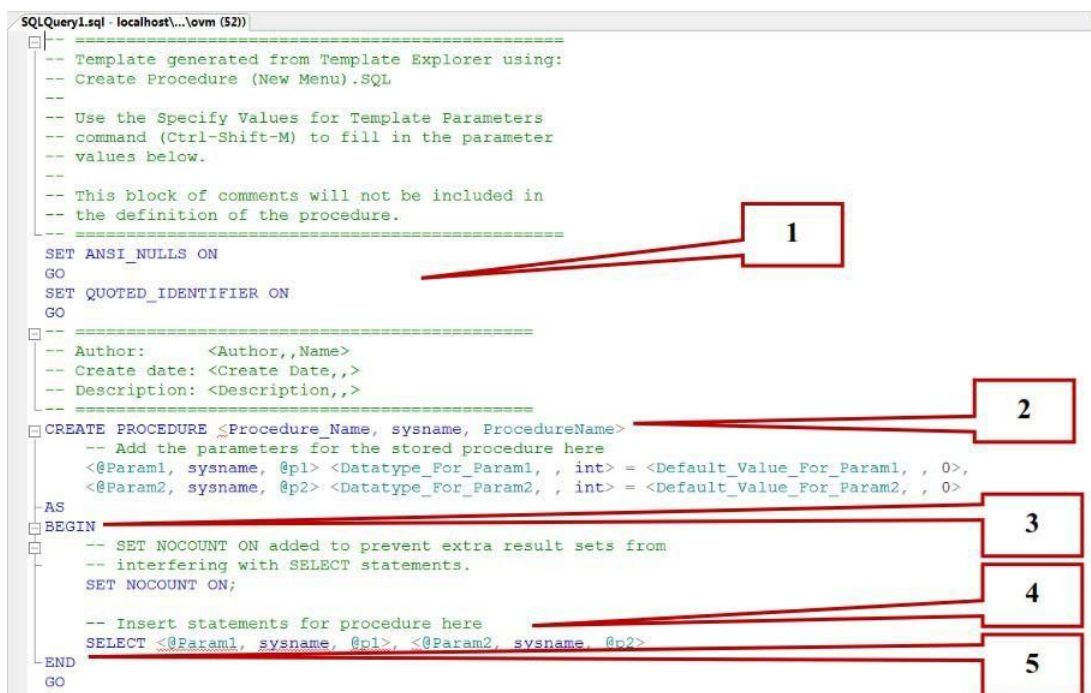 SQLQuery1.sql - localhost\...\ovm (52))
-- ================================================
-- Template generated from Template Explorer using:
-- Create Procedure (New Menu).SQL
--
-- Use the Specify Values for Template Parameters
-- command (Ctrl-Shift-M) to fill in the parameter
-- values below.
--
-- This block of comments will not be included in
-- the definition of the procedure.
-- ================================================
1
SET ANSI_NULLS ON
GO
SET QUOTED_IDENTIFIER ON
GO
-- =============================================
-- Author:      <Author,,Name>
-- Create date: <Create Date,,>
-- Description: <Description,,>
-- =============================================
2
CREATE PROCEDURE <Procedure_Name, sysname, ProcedureName>
-- Add the parameters for the stored procedure here
<@Param1, sysname, @p1> <Datatype_For_Param1, , int> = <Default_Value_For_Param1, , 0>,
<@Param2, sysname, @p2> <Datatype_For_Param2, , int> = <Default_Value_For_Param2, , 0>
AS
BEGIN
3
-- SET NOCOUNT ON added to prevent extra result sets from
-- interfering with SELECT statements.
SET NOCOUNT ON;
4
-- Insert statements for procedure here
SELECT <@Param1, sysname, @p1>, <@Param2, sysname, @p2>
END
5
GO